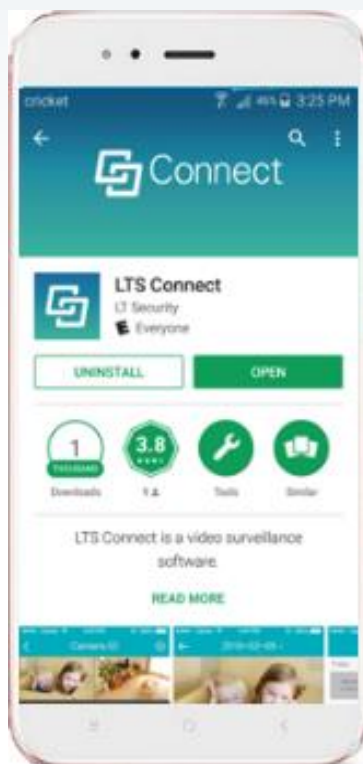 cricket 46% 3:25 PM
Connect
LTS Connect
LT Security
Everyone
UNINSTALL OPEN
1 3.8
THOUSAND
Downloads Tools Similar
LTS Connect is a video surveillance
software.
READ MORE